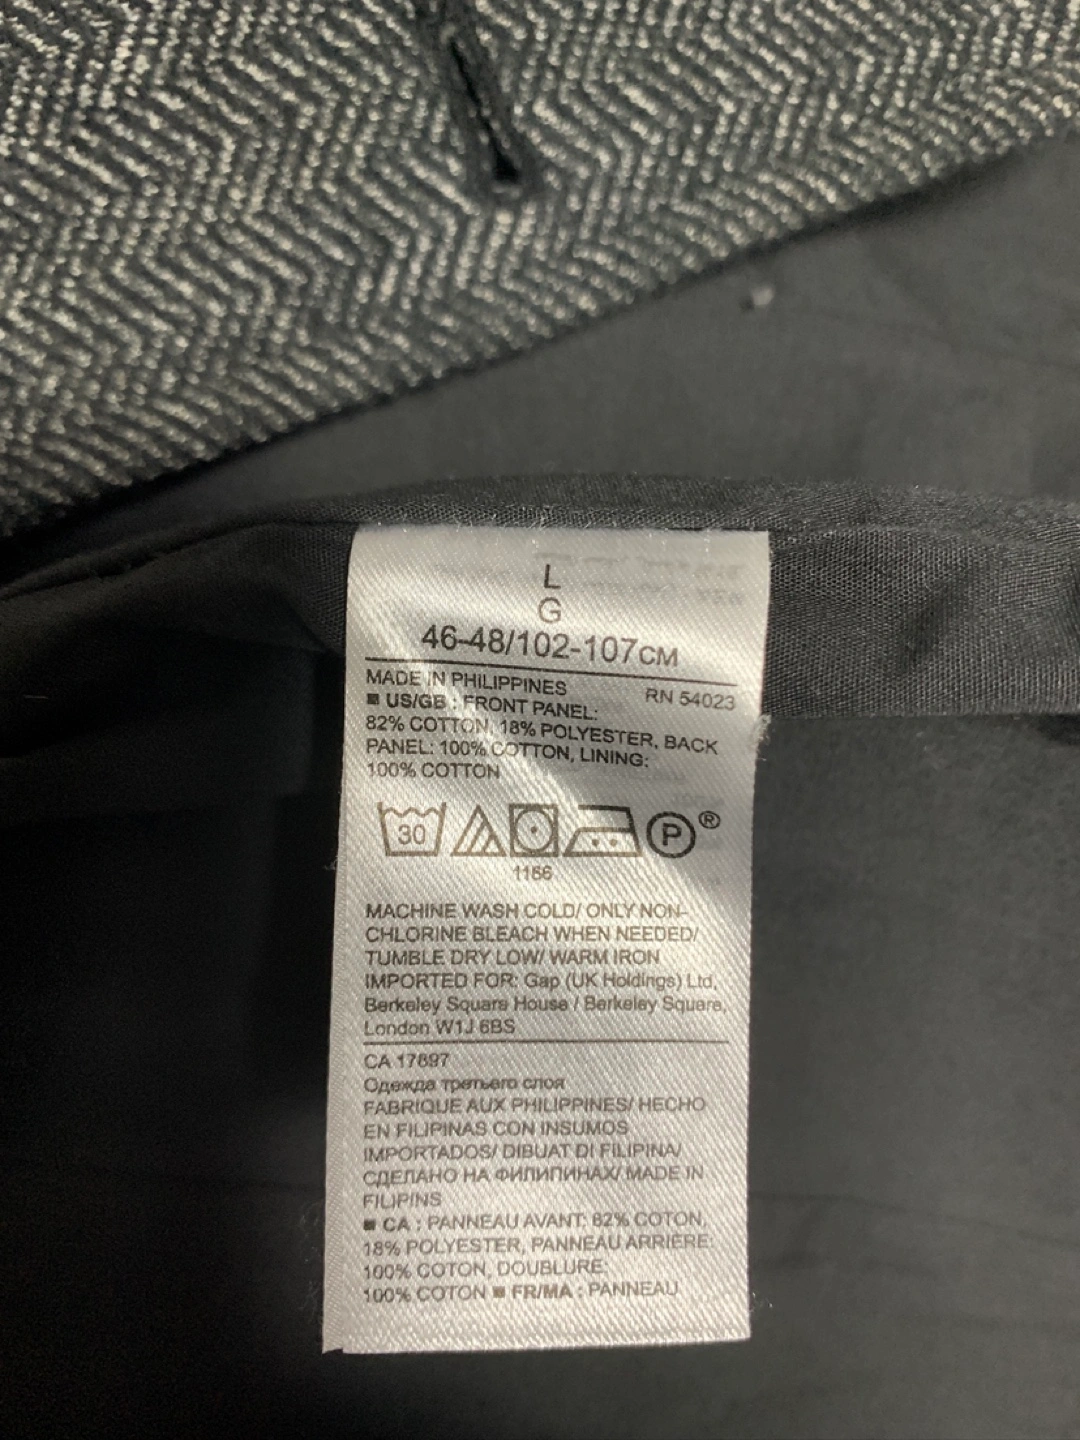 L
G
46-48/102-107CM
MADE IN PHILIPPINES RN 54023
■ US/GB : FRONT PANEL:
82% COTTON, 18% POLYESTER, BACK
PANEL: 100% COTTON, LINING:
100% COTTON
30 P ®
1166
MACHINE WASH COLD/ ONLY NON-
CHLORINE BLEACH WHEN NEEDED/
TUMBLE DRY LOW/ WARM IRON
IMPORTED FOR: Gap (UK Holdings) Ltd,
Berkeley Square House / Berkeley Square,
London W1J 6BS
CA 17897
Одежда третьего слоя
FABRIQUE AUX PHILIPPINES/ HECHO
EN FILIPINAS CON INSUMOS
IMPORTADOS/ DIBUAT DI FILIPINA/
СДЕЛАНО НА ФИЛИПИНАХ/ MADE IN
FILIPINS
■ CA : PANNEAU AVANT: 82% COTON,
18% POLYESTER, PANNEAU ARRIERE:
100% COTON, DOUBLURE:
100% COTON ■ FR/MA : PANNEAU